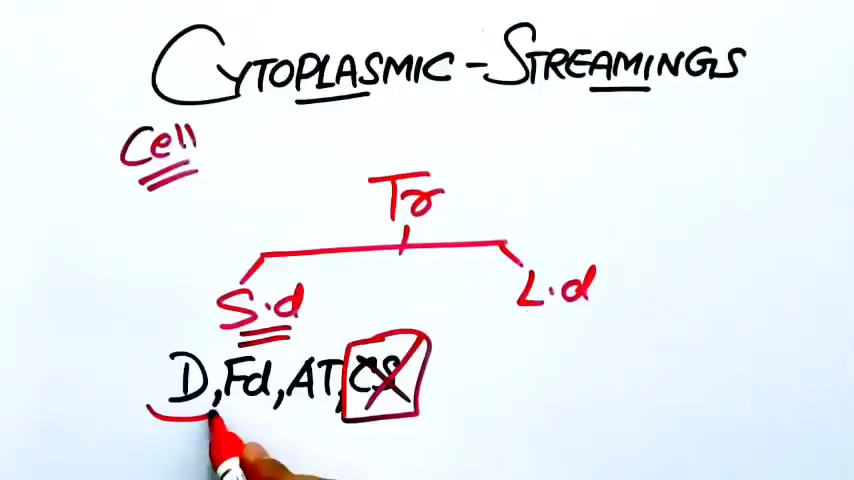 CYTOPLASMIC-STREAMINGS
Cell
Tr
S.d L.d
D, Fd, AT, CS